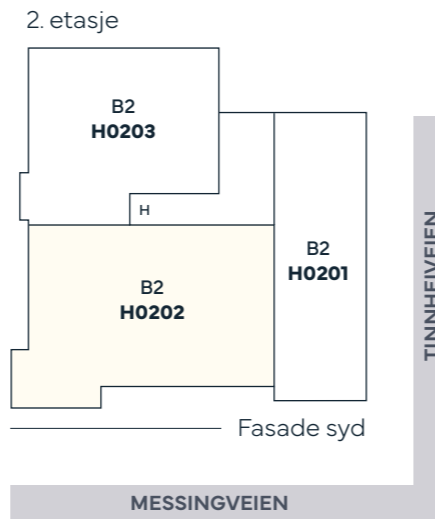 2. etasje
B2
H0203
H
B2
H0201
B2
H0202
TINNHEIVEIEN
Fasade syd
MESSINGVEIEN